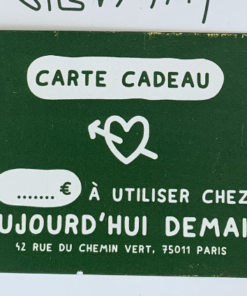 CARTE CADEAU
....... € À UTILISER CHEZ
UJOURD'HUI DEMAI
42 RUE DU CHEMIN VERT, 75011 PARIS